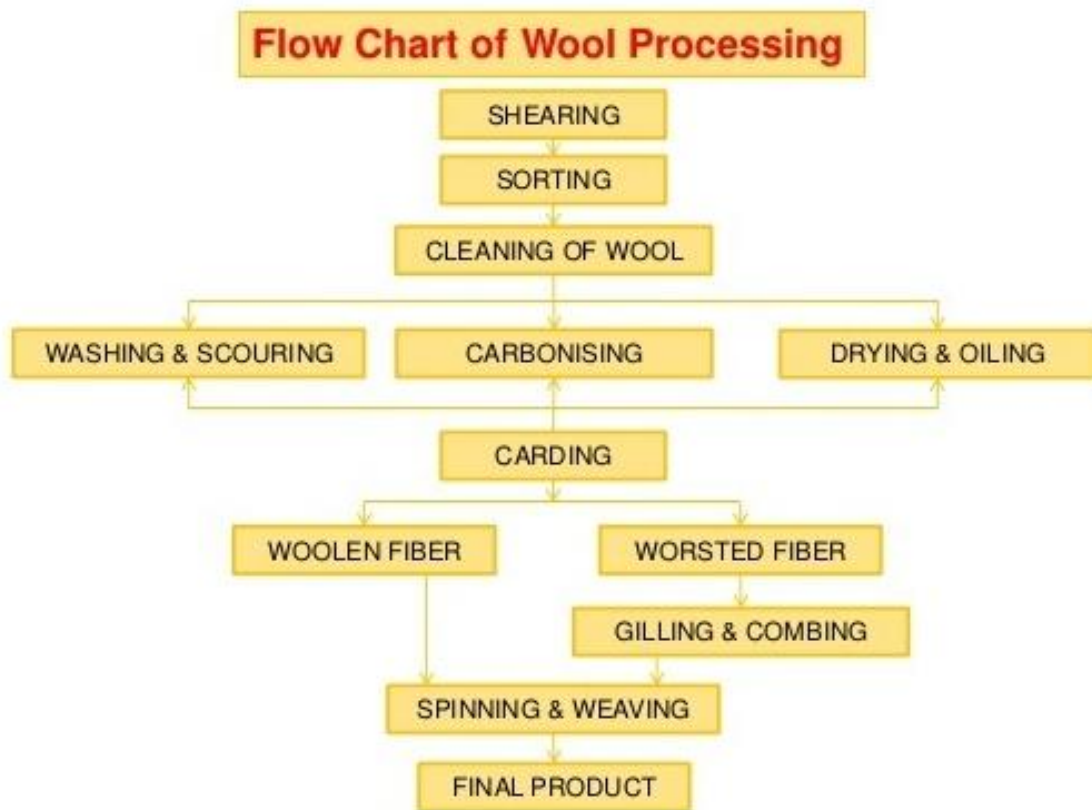 Flow Chart of Wool Processing
SHEARING
SORTING
CLEANING OF WOOL
WASHING & SCOURING
CARBONISING
DRYING & OILING
CARDING
WOOLEN FIBER
WORSTED FIBER
GILLING & COMBING
SPINNING & WEAVING
FINAL PRODUCT